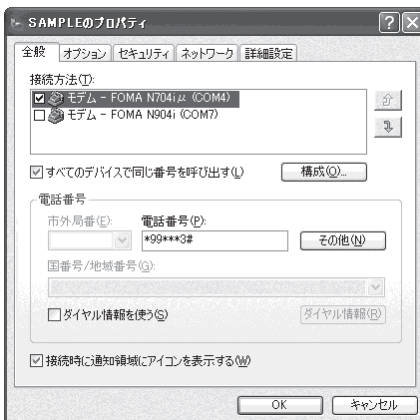 SAMPLEのプロパティ
全般 オプション セキュリティ ネットワーク 詳細設定
接続方法(T):
モデム - FOMA N704iμ (COM4)
モデム - FOMA N904i (COM7)
すべてのデバイスで同じ番号を呼び出す(L) 構成(O)...
電話番号
市外局番(E): 電話番号(P):
*99***3# その他(N)
国番号/地域番号(G):
ダイヤル情報を使う(S) ダイヤル情報(R)
接続時に通知領域にアイコンを表示する(W)
OK キャンセル